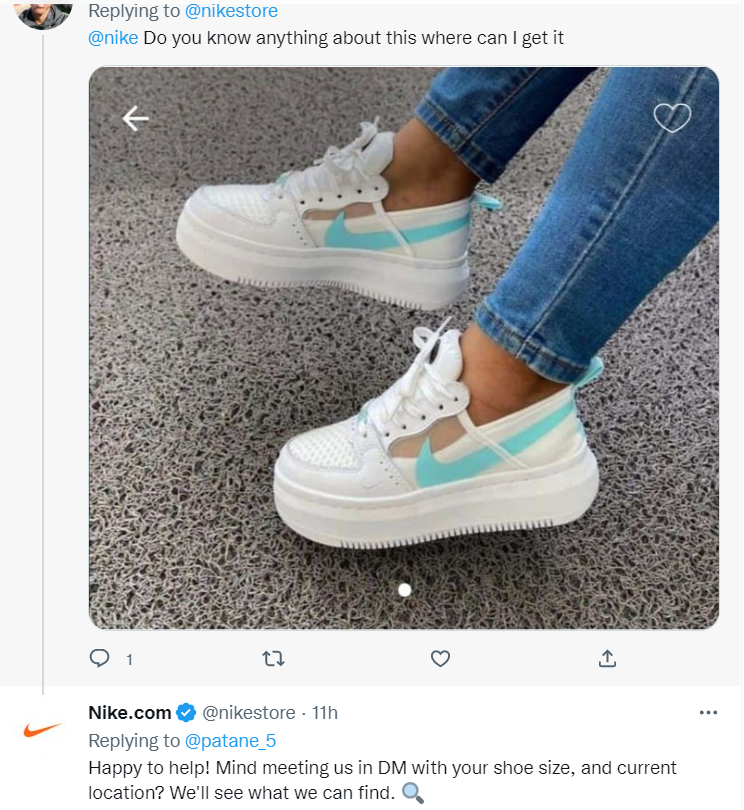 Replying to @nikestore
@nike Do you know anything about this where can I get it
1
Nike.com @nikestore · 11h
Replying to @patane_5
Happy to help! Mind meeting us in DM with your shoe size, and current
location? We'll see what we can find. 🔍